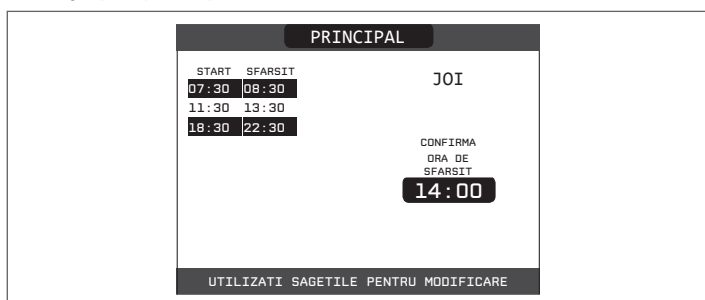 PRINCIPAL
START SFARSIT
07:30 08:30
11:30 13:30
18:30 22:30
JOI
CONFIRMA
ORA DE
SFARSIT
14:00
UTILIZATI SAGETILE PENTRU MODIFICARE